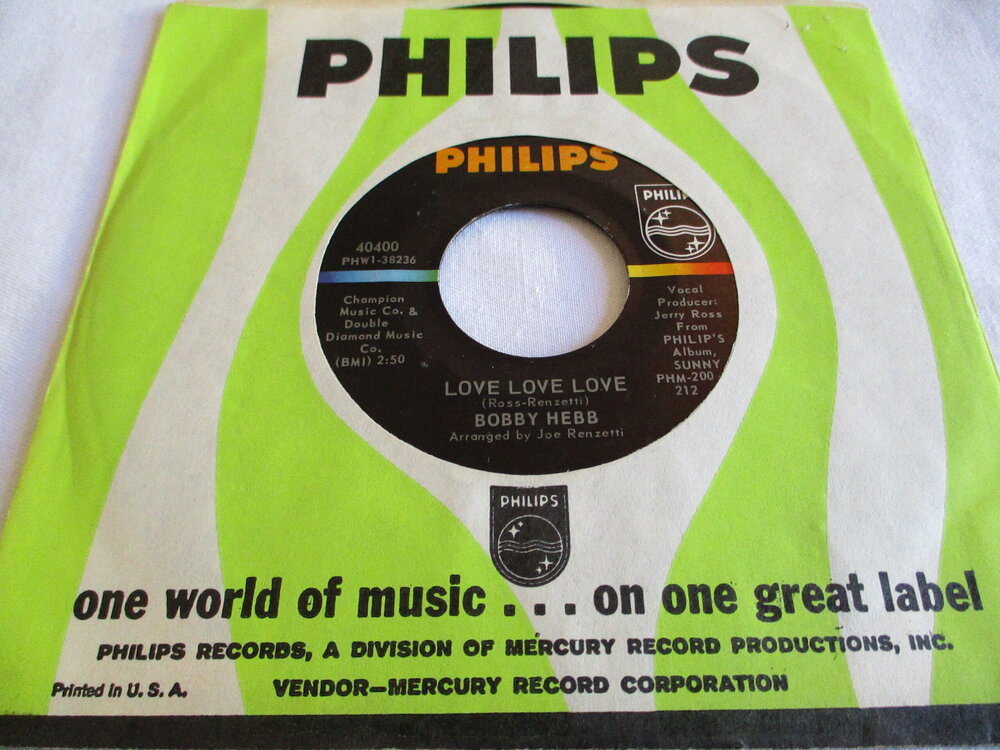 PHILIPS
PHILIPS
PHILIPS
40400
PHW1-38236
Champion
Music Co. &
Double
Diamond Music
Co.
(BMI) 2:50
Vocal
Producer:
Jerry Ross
From
PHILIP'S
Album,
SUNNY
PHM-200
212
LOVE LOVE LOVE
(Ross-Renzetti)
BOBBY HEBB
Arranged by Joe Renzetti
PHILIPS
one world of music . . . on one great label
PHILIPS RECORDS, A DIVISION OF MERCURY RECORD PRODUCTIONS, INC.
Printed in U. S. A.
VENDOR—MERCURY RECORD CORPORATION